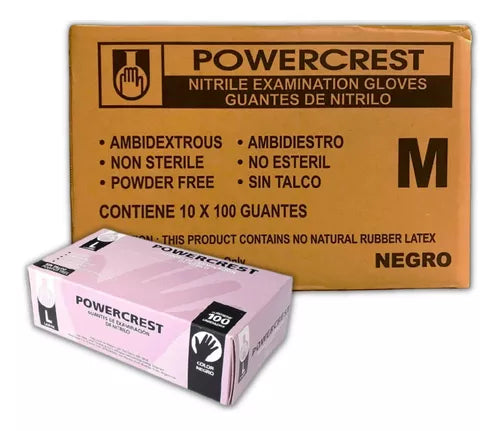 POWERCREST
NITRILE EXAMINATION GLOVES
GUANTES DE NITRILO
• AMBIDEXTROUS • AMBIDIESTRO
• NON STERILE • NO ESTERIL
• POWDER FREE • SIN TALCO
M
CONTIENE 10 X 100 GUANTES
ION : THIS PRODUCT CONTAINS NO NATURAL RUBBER LATEX
Only
NEGRO
L
L
POWERCREST
GUANTES DE EXAMINACIÓN
DE NITRILO
100
COLOR
NEGRO